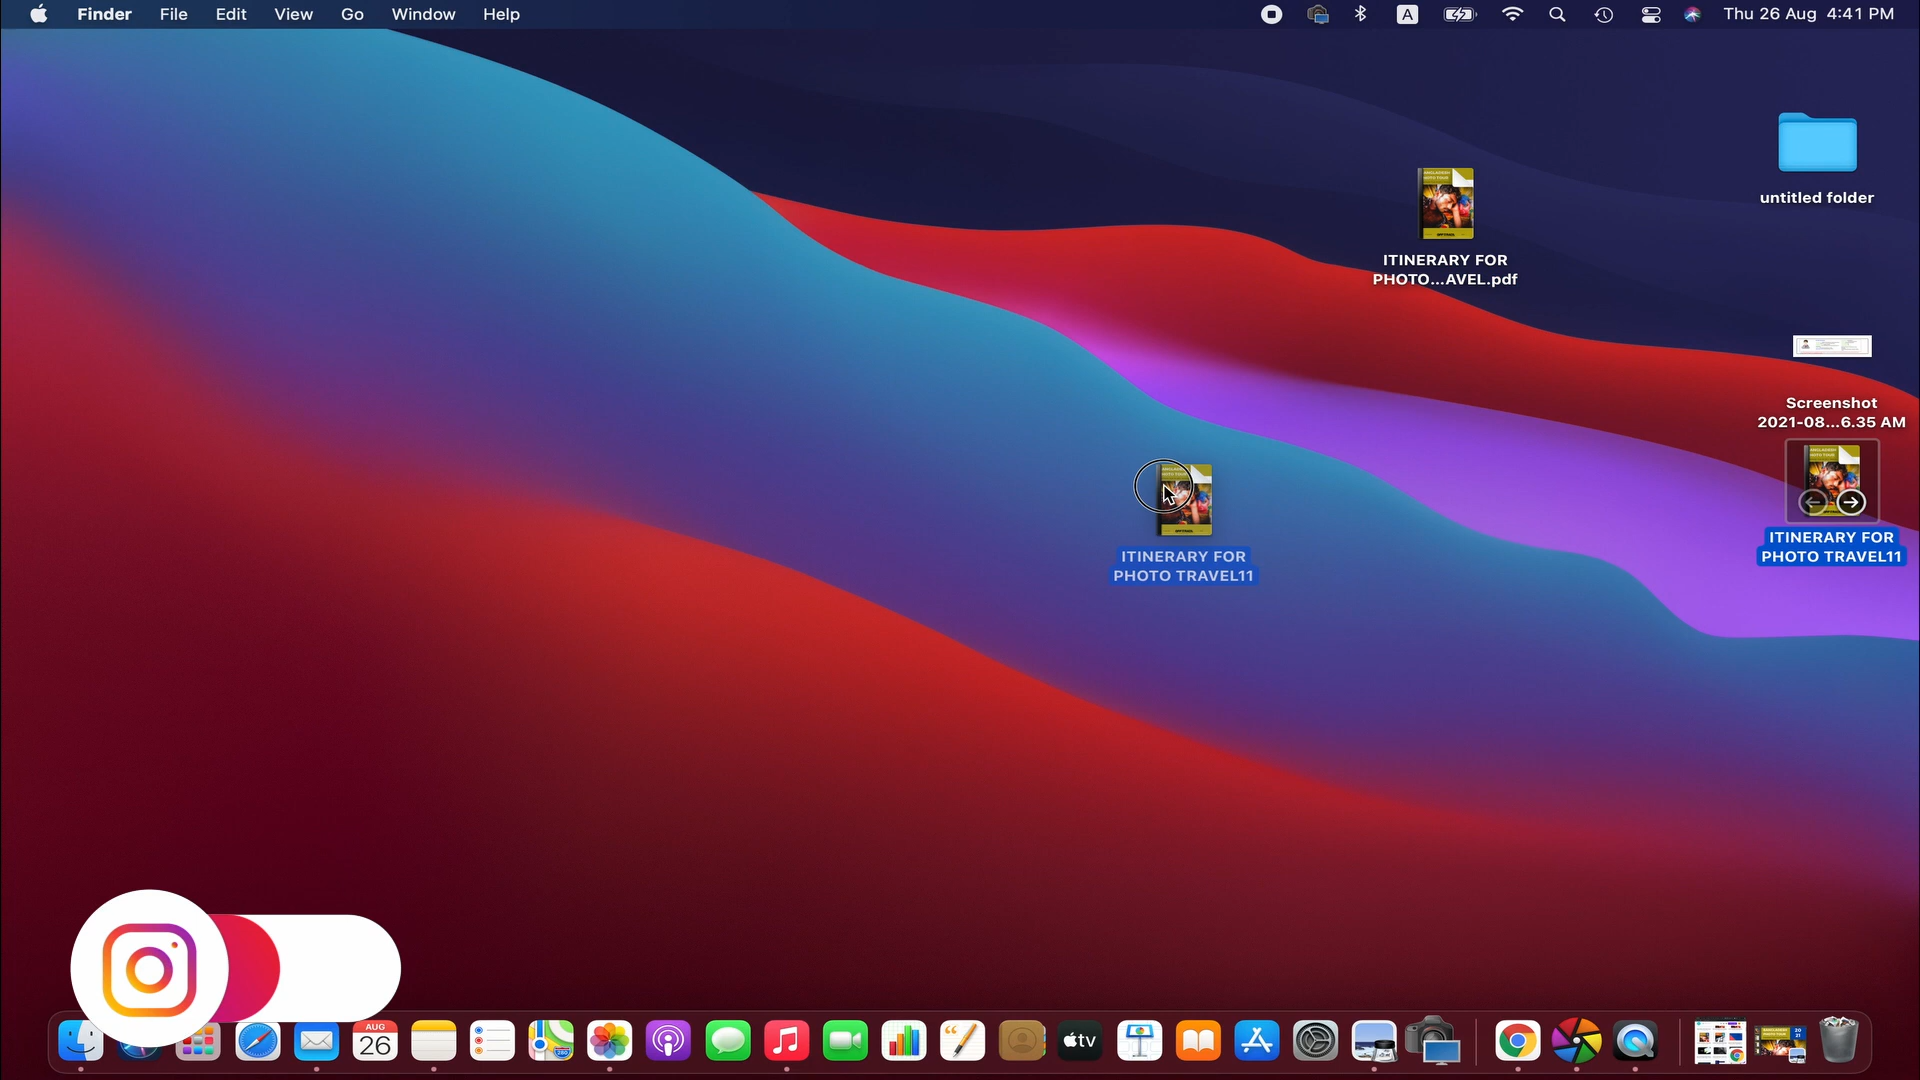 Finder File Edit View Go Window Help
A
Thu 26 Aug 4:41 PM
untitled folder
ITINERARY FOR
PHOTO...AVEL.pdf
Screenshot
2021-08...6.35 AM
ITINERARY FOR
PHOTO TRAVEL11
ITINERARY FOR
PHOTO TRAVEL11
AUG
26
tv